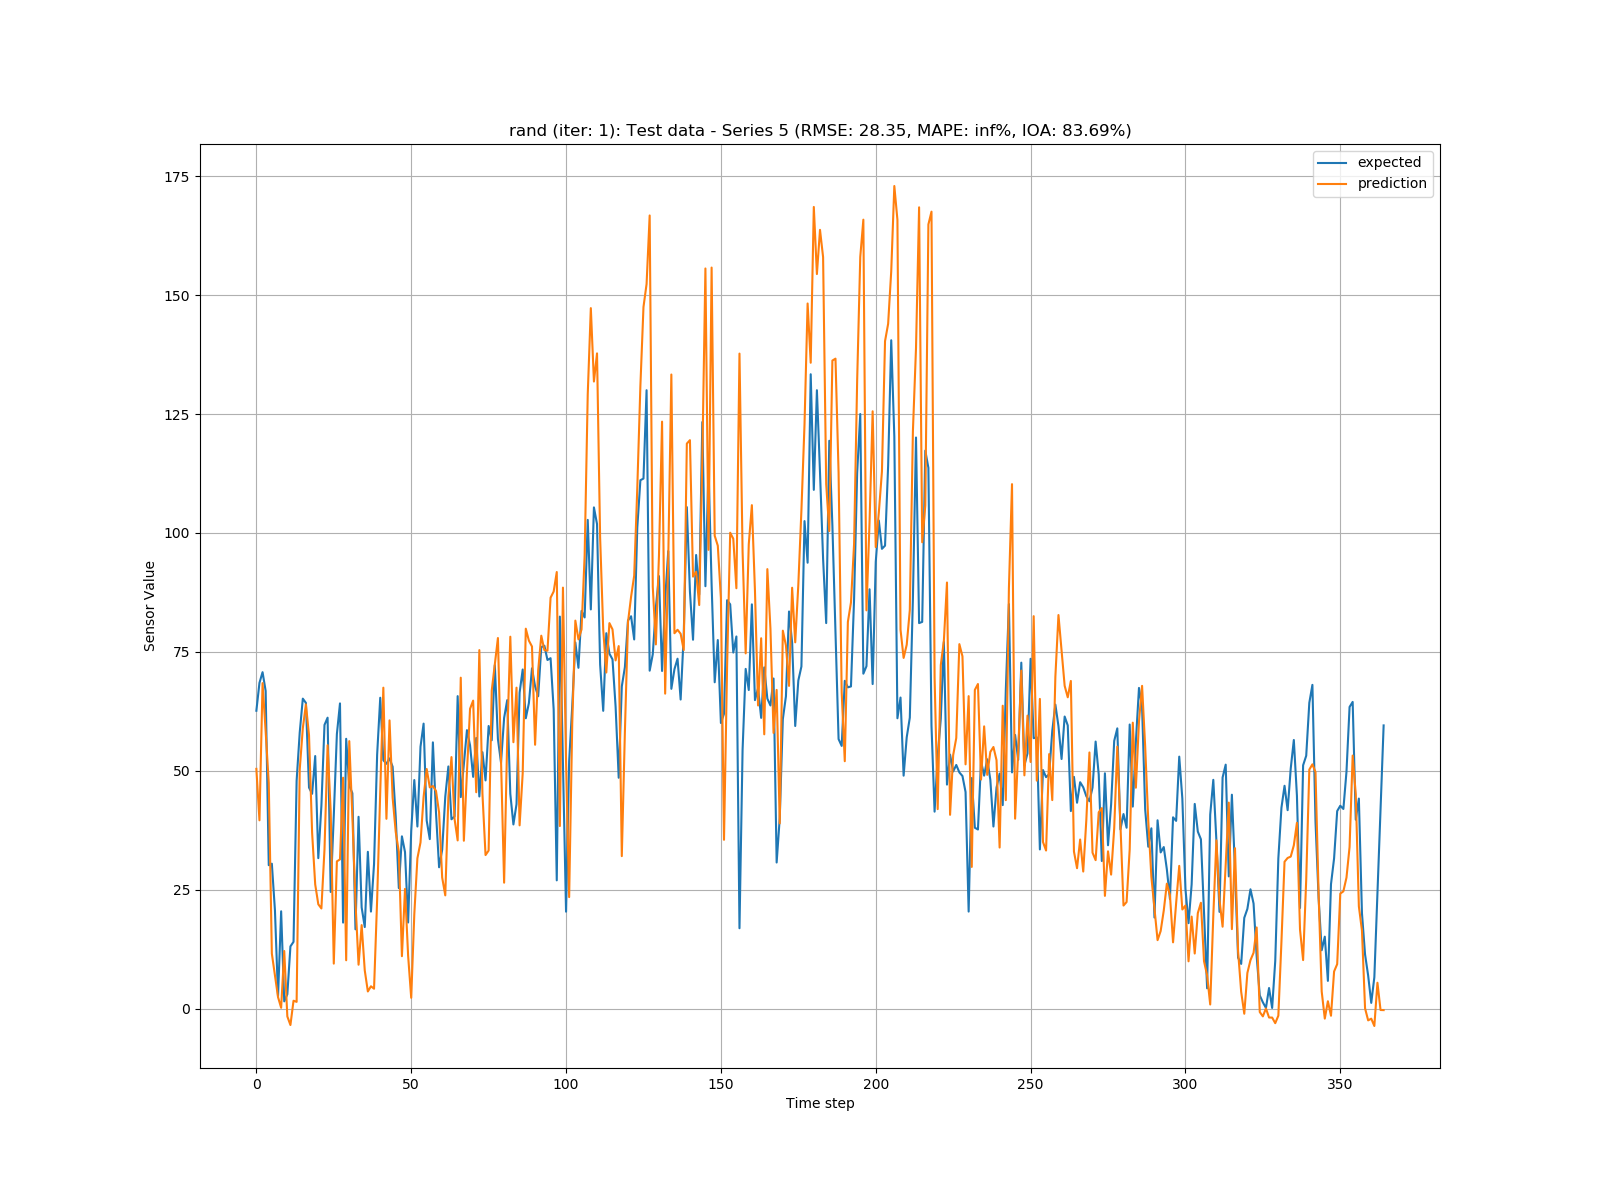 rand (iter: 1): Test data - Series 5 (RMSE: 28.35, MAPE: inf%, IOA: 83.69%)
expected
prediction
175
150
125
100
75
50
25
0
Sensor Value
0 50 100 150 200 250 300 350
Time step